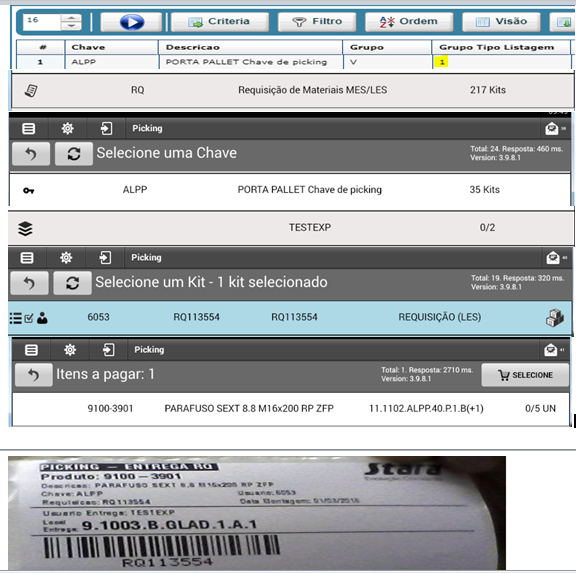 16 Criteria Filtro Ordem Visão
# Chave Descricao Grupo Grupo Tipo Listagem
1 ALPP PORTA PALLET Chave de picking V 1
RQ Requisição de Materiais MES/LES 217 Kits
Picking
Selecione uma Chave Total: 24. Resposta: 460 ms.
Version: 3.9.8.1
ALPP PORTA PALLET Chave de picking 35 Kits
TESTEXP 0/2
Picking
Selecione um Kit - 1 kit selecionado Total: 19. Resposta: 320 ms.
Version: 3.9.8.1
6053 RQ113554 RQ113554 REQUISIÇÃO (LES)
Picking
Itens a pagar: 1 Total: 1. Resposta: 2710 ms. SELECIONE
Version: 3.9.8.1
9100-3901 PARAFUSO SEXT 8.8 M16x200 RP ZFP 11.1102.ALPP.40.P.1.B(+1) 0/5 UN
PICKING - ENTREGA RQ Stara
Produto: 9100 - 3901
Descricao: PARAFUSO SEXT 8.8 M16x200 RP ZFP
Chave: ALPP Usuario: 6053
Requisicao: RQ113554 Data Montagem: 01/03/2018
Usuario Entrega: TESTEXP
Local Entrega: 9.1003.B.GLAD.1.A.1
RQ113554